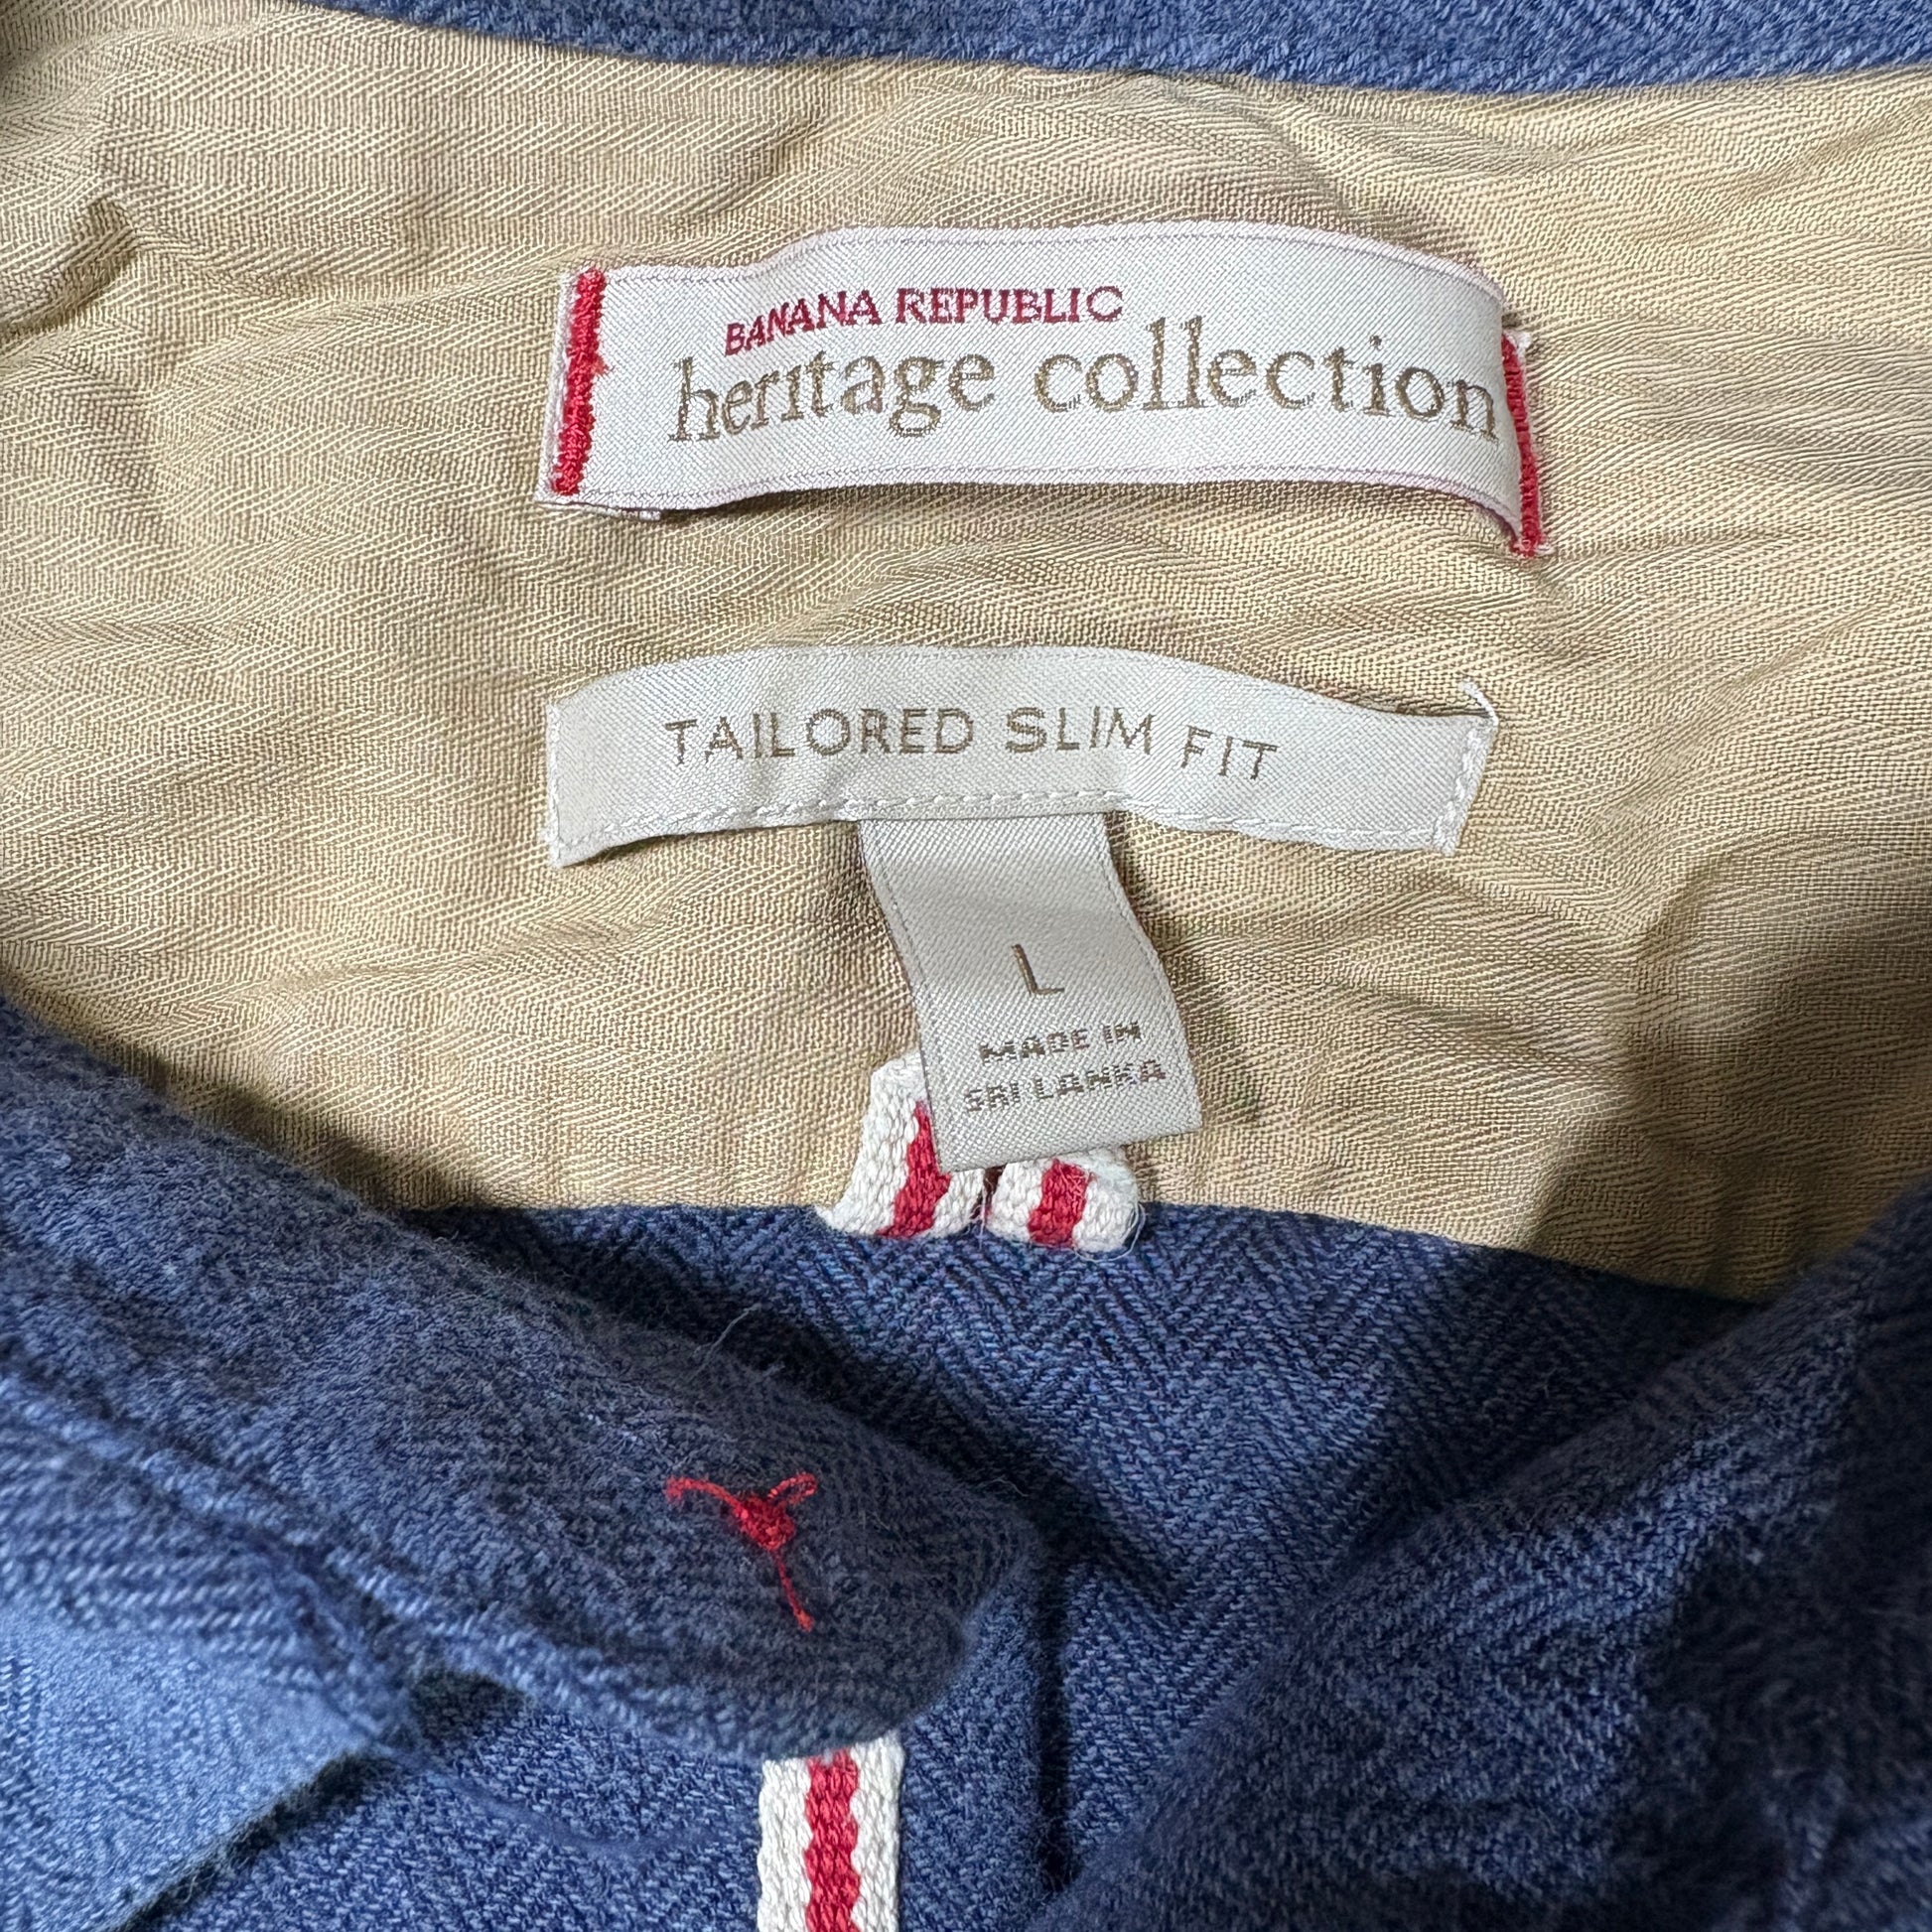 BANANA REPUBLIC
heritage collection
TAILORED SLIM FIT
L
MADE IN
SRI LANKA